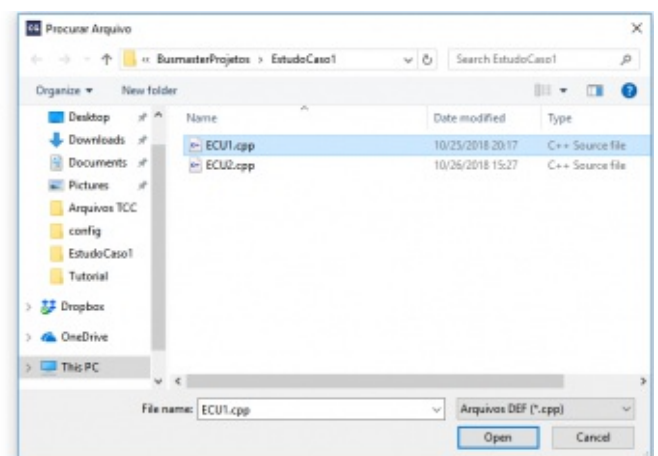 Procurar Arquivo
« BusmasterProjetos > EstudoCaso1
Search EstudoCaso1
Organize
New folder
Name
Date modified
Type
Desktop
Downloads
Documents
Pictures
Arquivos TCC
config
EstudoCaso1
Tutorial
Dropbox
OneDrive
This PC
ECU1.cpp 10/25/2018 20:17 C++ Source file
ECU2.cpp 10/26/2018 15:27 C++ Source file
File name: ECU1.cpp
Arquivos DEF (*.cpp)
Open
Cancel